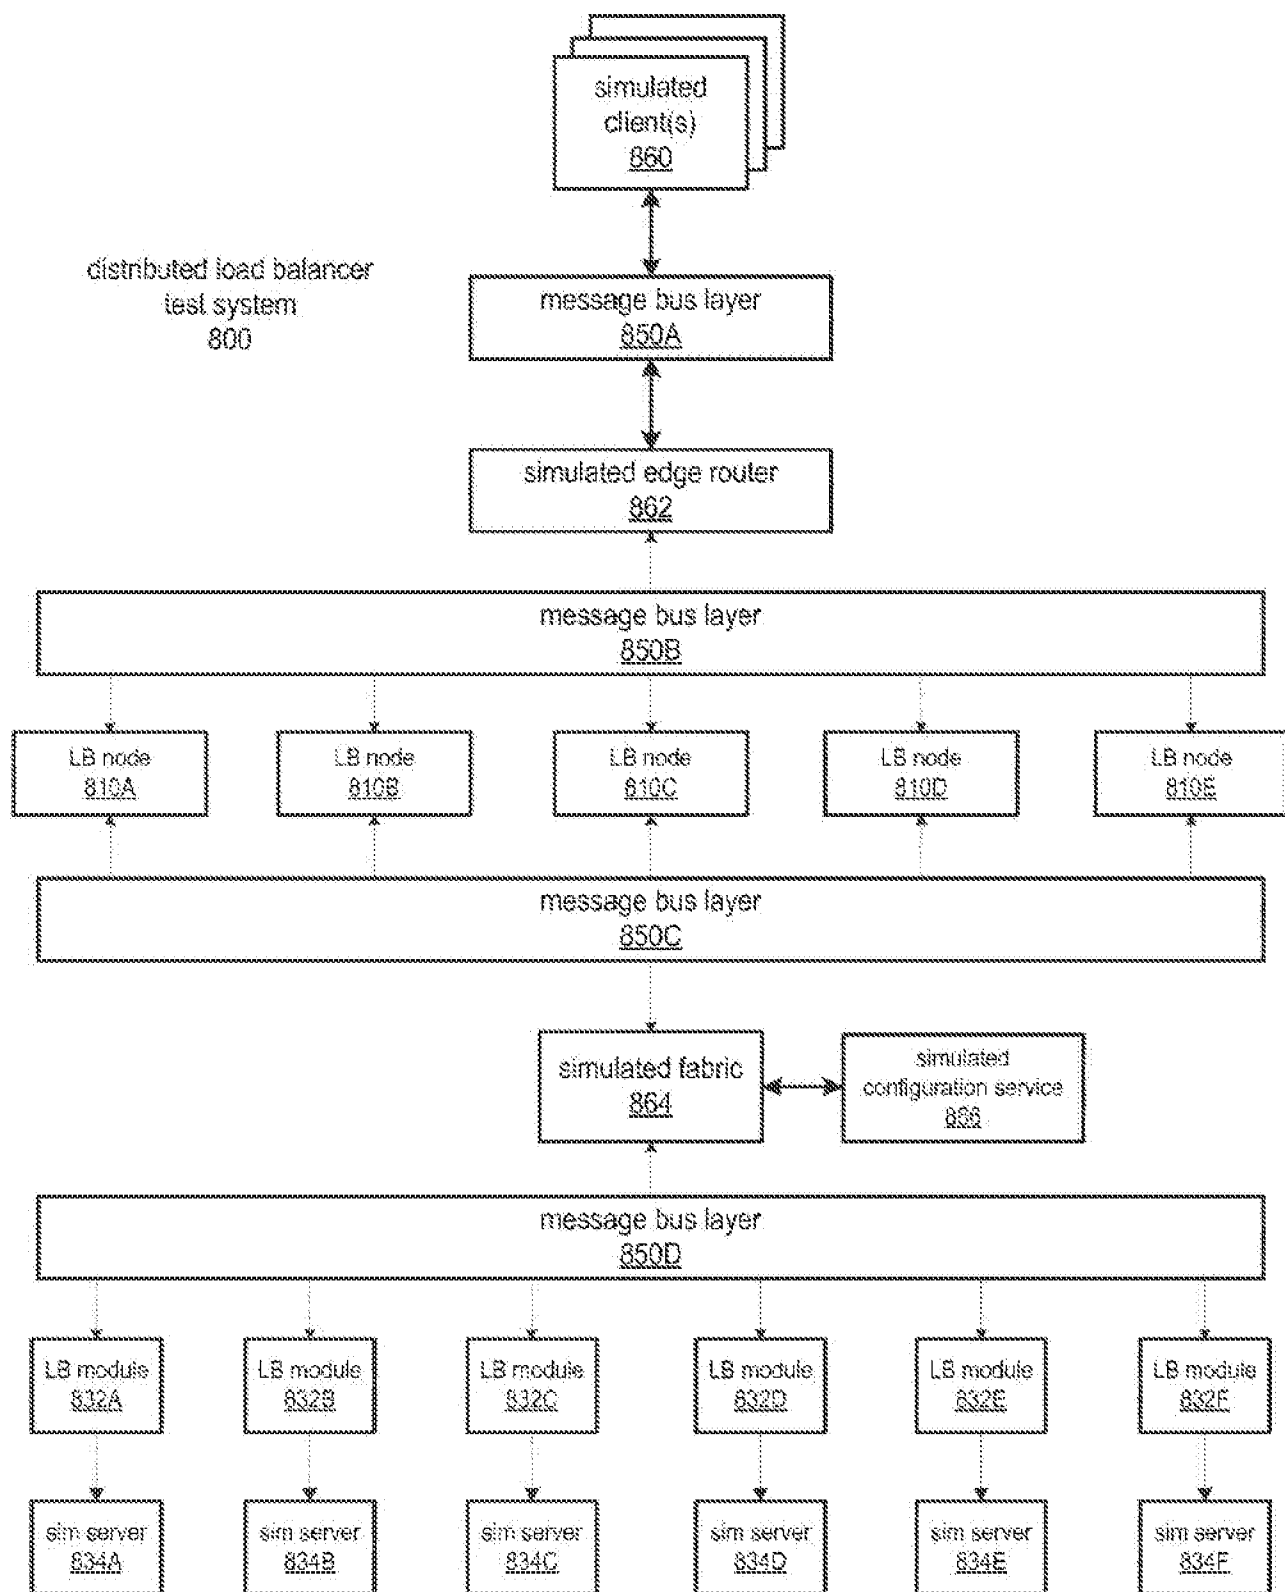 simulated
client(s)
860
distributed load balancer
test system
800
message bus layer
850A
simulated edge router
862
message bus layer
850B
LB node
810A
LB node
810B
LB node
810C
LB node
810D
LB node
810E
message bus layer
850C
simulated fabric
864
simulated
configuration service
866
message bus layer
850D
LB module
832A
LB module
832B
LB module
832C
LB module
832D
LB module
832E
LB module
832F
sim server
834A
sim server
834B
sim server
834C
sim server
834D
sim server
834E
sim server
834F